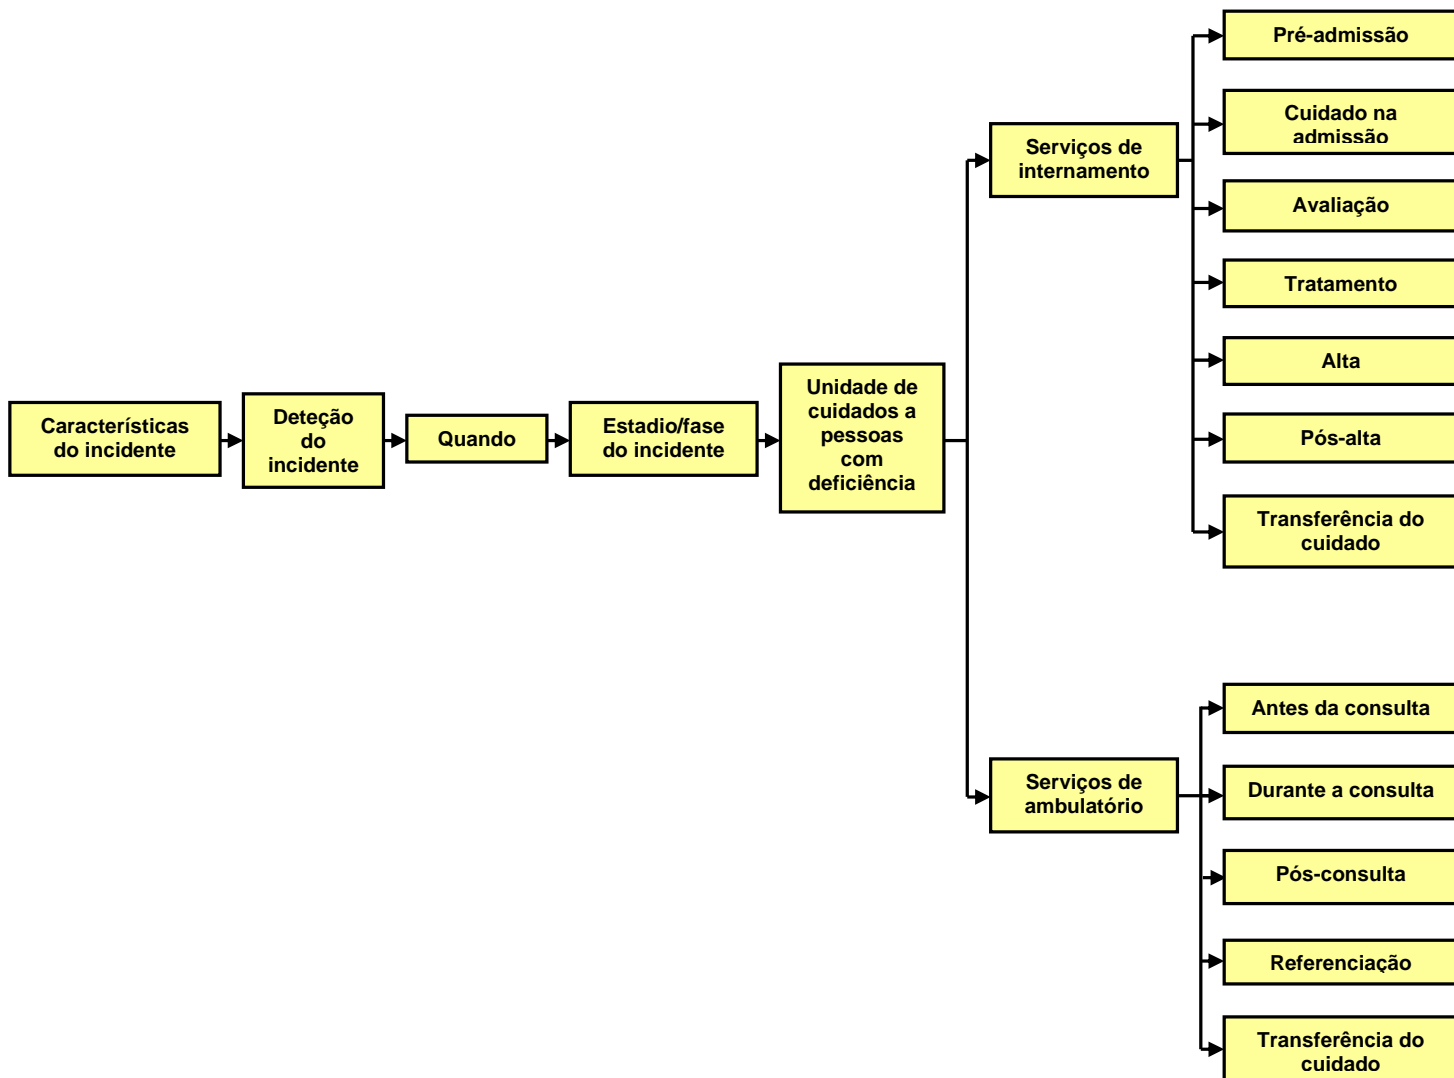 Características
do incidente
Deteção
do
incidente
Quando
Estadio/fase
do incidente
Unidade de
cuidados a
pessoas
com
deficiência
Serviços de
internamento
Pré-admissão
Cuidado na
admissão
Avaliação
Tratamento
Alta
Pós-alta
Transferência do
cuidado
Serviços de
ambulatório
Antes da consulta
Durante a consulta
Pós-consulta
Referenciação
Transferência do
cuidado